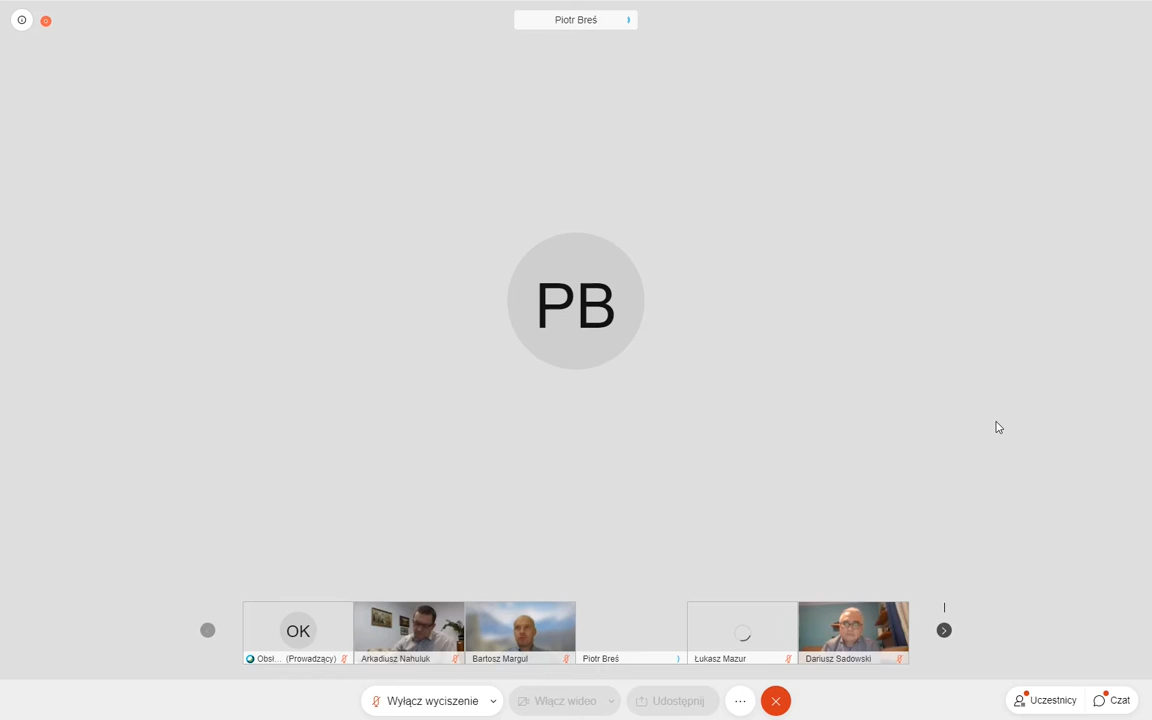 Piotr Breś
PB
OK
Obsł... (Prowadzący)
Arkadiusz Nahuluk
Bartosz Margul
Piotr Breś
Łukasz Mazur
Dariusz Sadowski
Wyłącz wyciszenie
Włącz wideo
Udostępnij
Uczestnicy
Czat